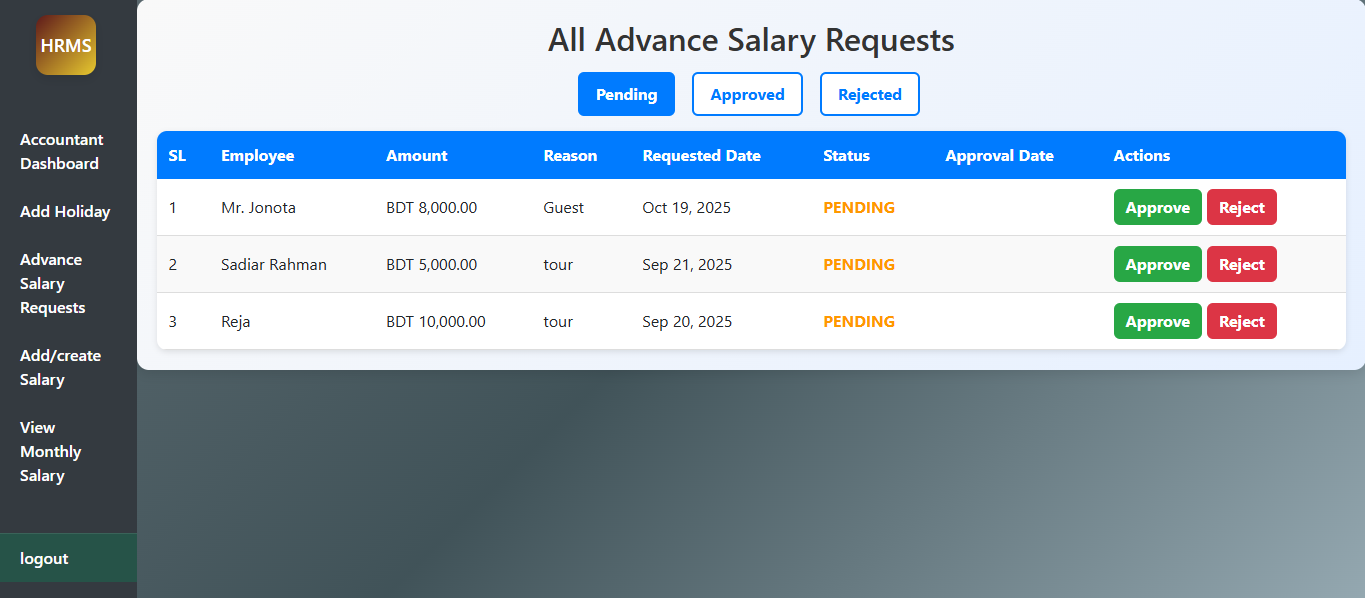 HRMS
Accountant
Dashboard
Add Holiday
Advance
Salary
Requests
Add/create
Salary
View
Monthly
Salary
logout
All Advance Salary Requests
Pending Approved Rejected
SL Employee Amount Reason Requested Date Status Approval Date Actions
1 Mr. Jonota BDT 8,000.00 Guest Oct 19, 2025 PENDING Approve Reject
2 Sadiar Rahman BDT 5,000.00 tour Sep 21, 2025 PENDING Approve Reject
3 Reja BDT 10,000.00 tour Sep 20, 2025 PENDING Approve Reject